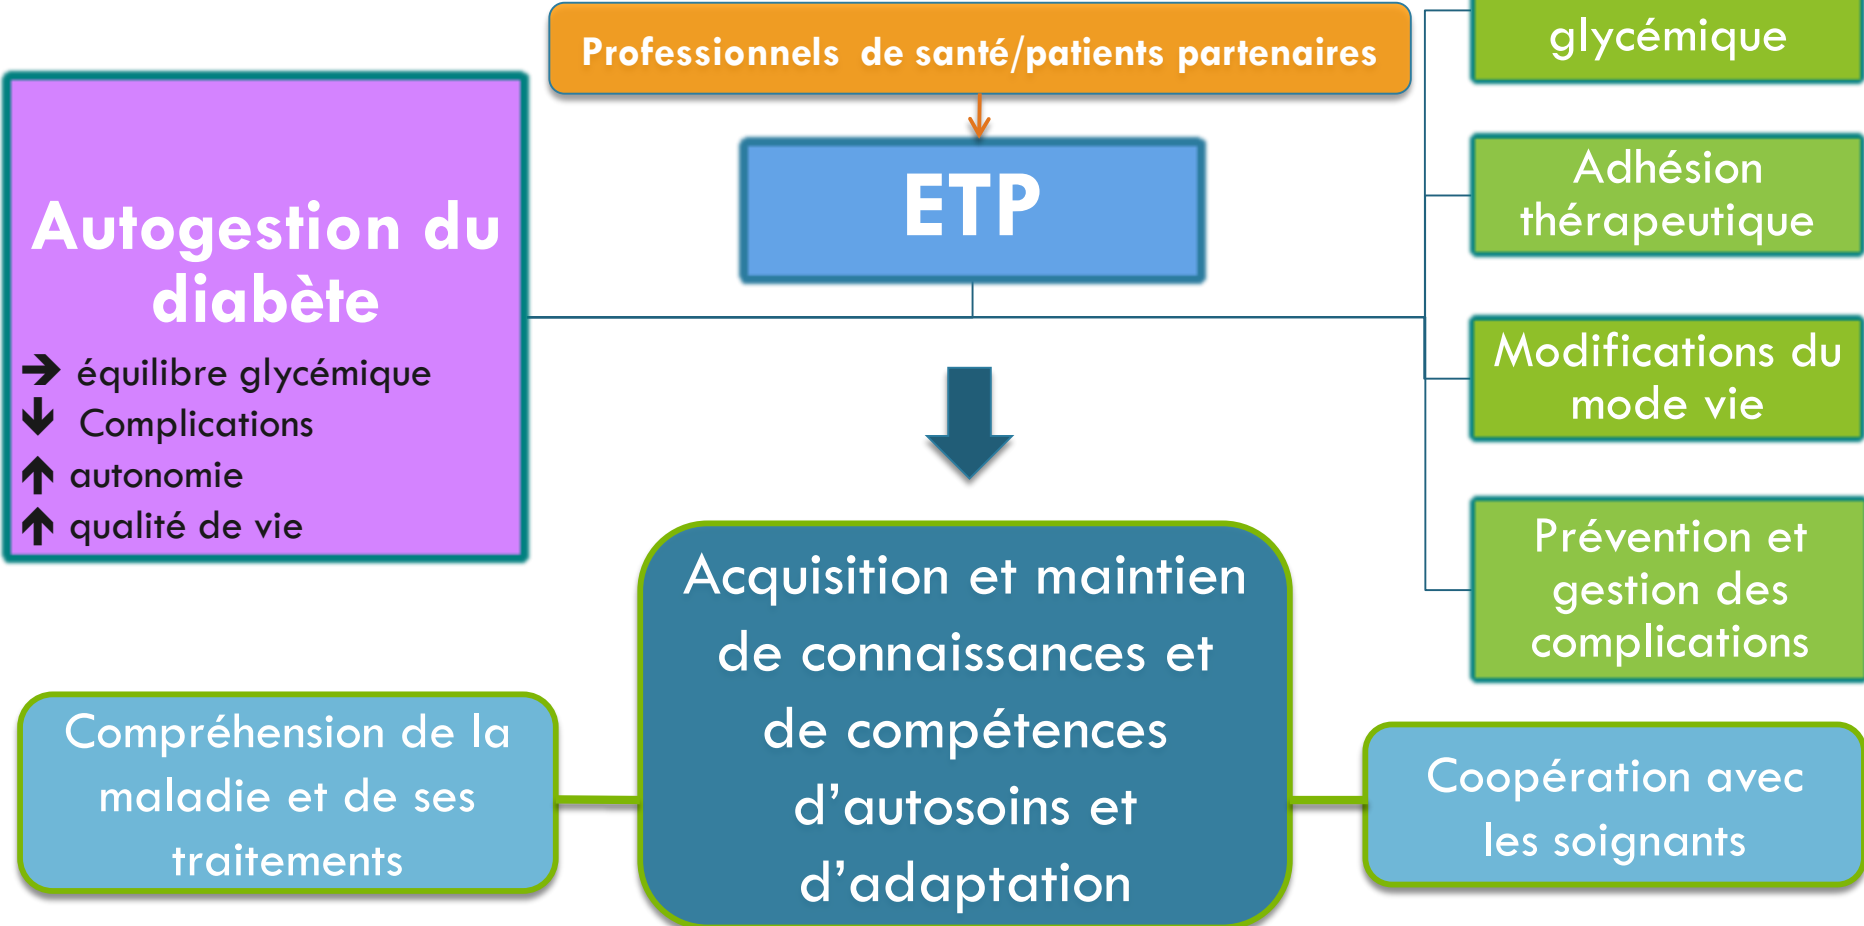 Professionnels de santé/patients partenaires
ETP
Autogestion du
diabète
→ équilibre glycémique
↓ Complications
↑ autonomie
↑ qualité de vie
glycémique
Adhésion
thérapeutique
Modifications du
mode vie
Prévention et
gestion des
complications
Acquisition et maintien
de connaissances et
de compétences
d’autosoins et
d’adaptation
Compréhension de la
maladie et de ses
traitements
Coopération avec
les soignants